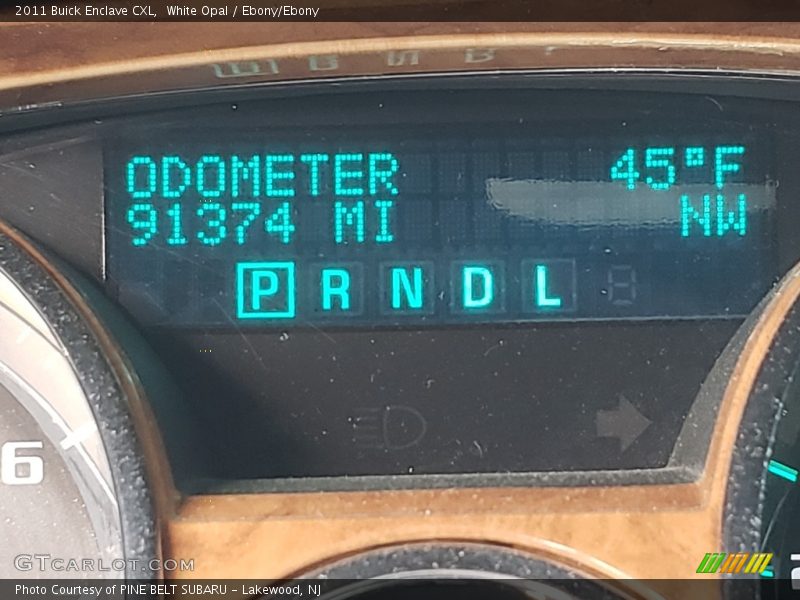 2011 Buick Enclave CXL,  White Opal / Ebony/Ebony
ODOMETER 45°F
91374 MI NW
P R N D L
6
GTcarlot.com
Photo Courtesy of PINE BELT SUBARU - Lakewood, NJ